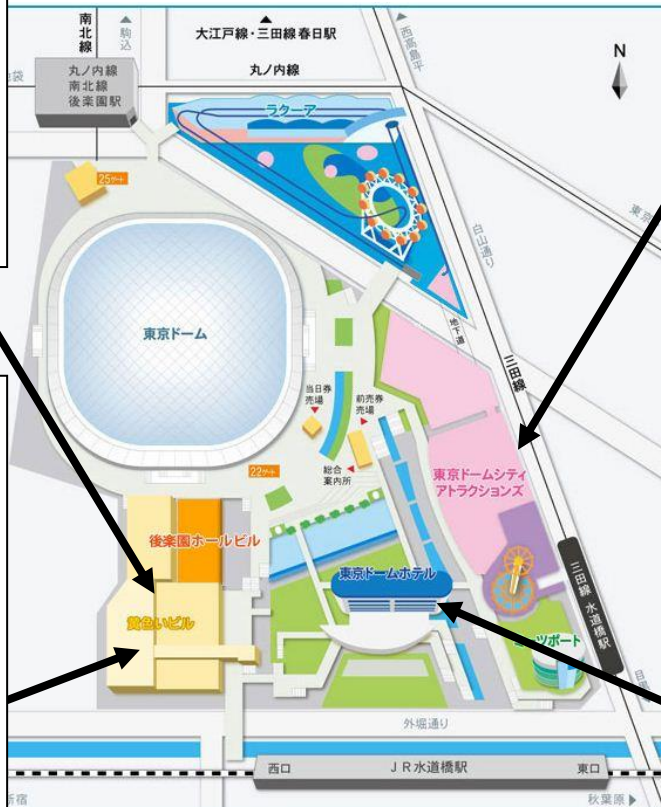 南北線
駒込
大江戸線・三田線春日駅
西高島平
N
丸ノ内線
南北線
後楽園駅
丸ノ内線
ラクーア
25ゲート
白山通り
東京ドーム
地下道
三田線
当日券
売場
前売券
売場
22ゲート
総合
案内所
東京ドームシティ
アトラクションズ
後楽園ホールビル
東京ドームホテル
黄色いビル
三田線 水道橋駅
ーツポート
外堀通り
西口
JR水道橋駅
東口
秋葉原